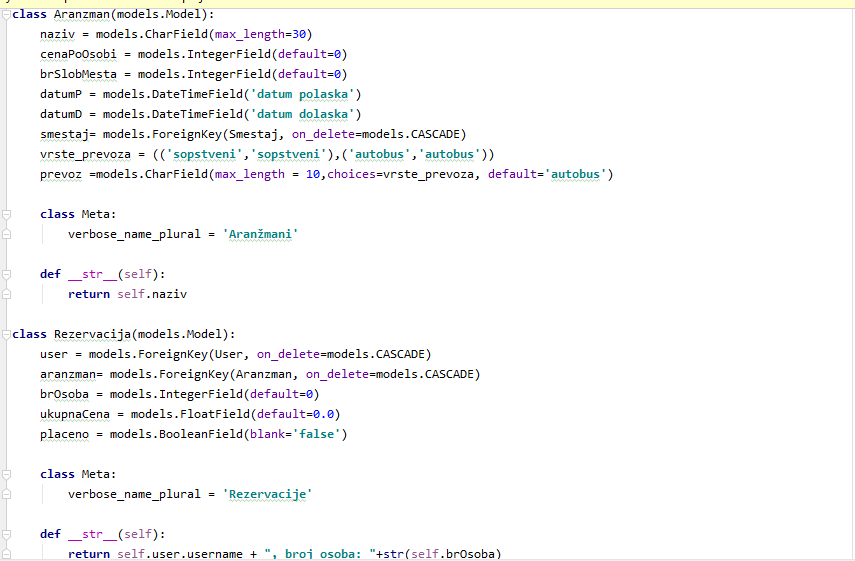 class Aranzman(models.Model):
    naziv = models.CharField(max_length=30)
    cenaPoOsobi = models.IntegerField(default=0)
    brSlobMesta = models.IntegerField(default=0)
    datumP = models.DateTimeField('datum polaska')
    datumD = models.DateTimeField('datum dolaska')
    smestaj= models.ForeignKey(Smestaj, on_delete=models.CASCADE)
    vrste_prevoza = (('sopstveni','sopstveni'),('autobus','autobus'))
    prevoz =models.CharField(max_length = 10,choices=vrste_prevoza, default='autobus')
    class Meta:
        verbose_name_plural = 'Aranžmani'
    def __str__(self):
        return self.naziv
class Rezervacija(models.Model):
    user = models.ForeignKey(User, on_delete=models.CASCADE)
    aranzman= models.ForeignKey(Aranzman, on_delete=models.CASCADE)
    brOsoba = models.IntegerField(default=0)
    ukupnaCena = models.FloatField(default=0.0)
    placeno = models.BooleanField(blank='false')
    class Meta:
        verbose_name_plural = 'Rezervacije'
    def __str__(self):
        return self.user.username + ", broj osoba: "+str(self.brOsoba)